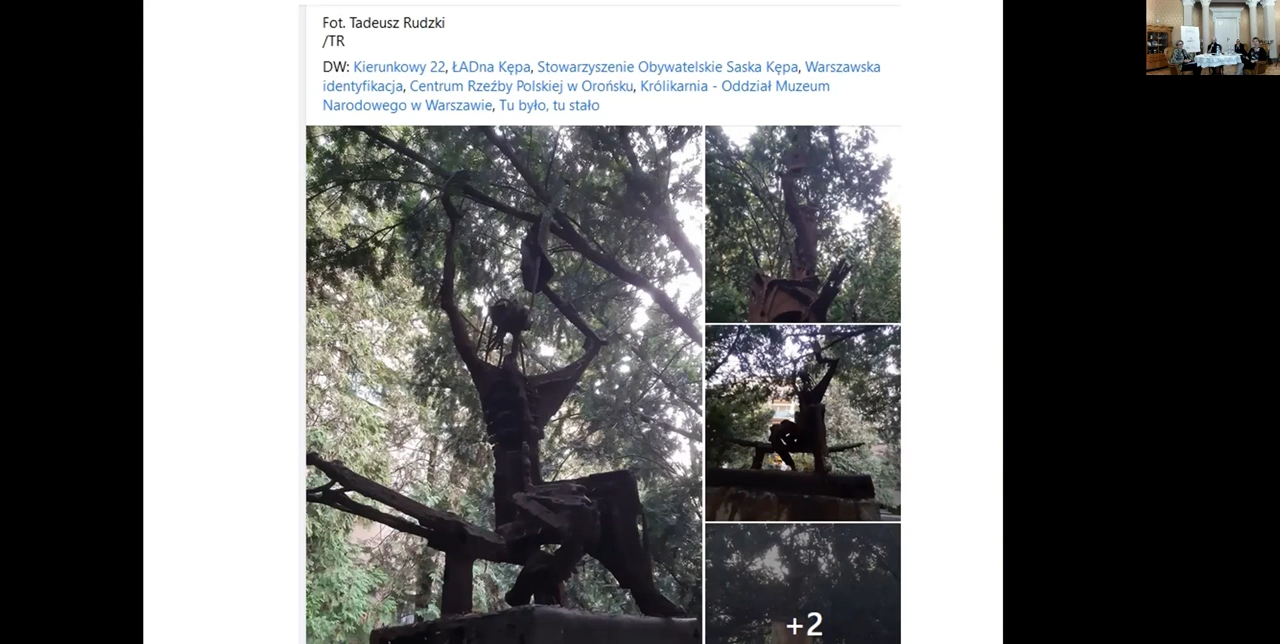 Fot. Tadeusz Rudzki
/TR
DW: Kierunkowy 22, ŁADna Kępa, Stowarzyszenie Obywatelskie Saska Kępa, Warszawska
identyfikacja, Centrum Rzeźby Polskiej w Orońsku, Królikarnia - Oddział Muzeum
Narodowego w Warszawie, Tu było, tu stało
+2